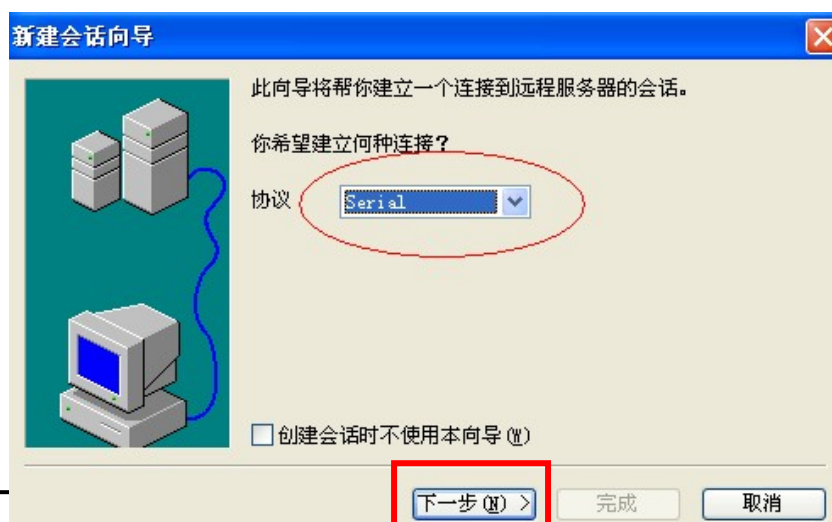 新建会话向导
此向导将帮你建立一个连接到远程服务器的会话。
你希望建立何种连接?
协议 Serial
创建会话时不使用本向导(W)
下一步(N) > 完成 取消